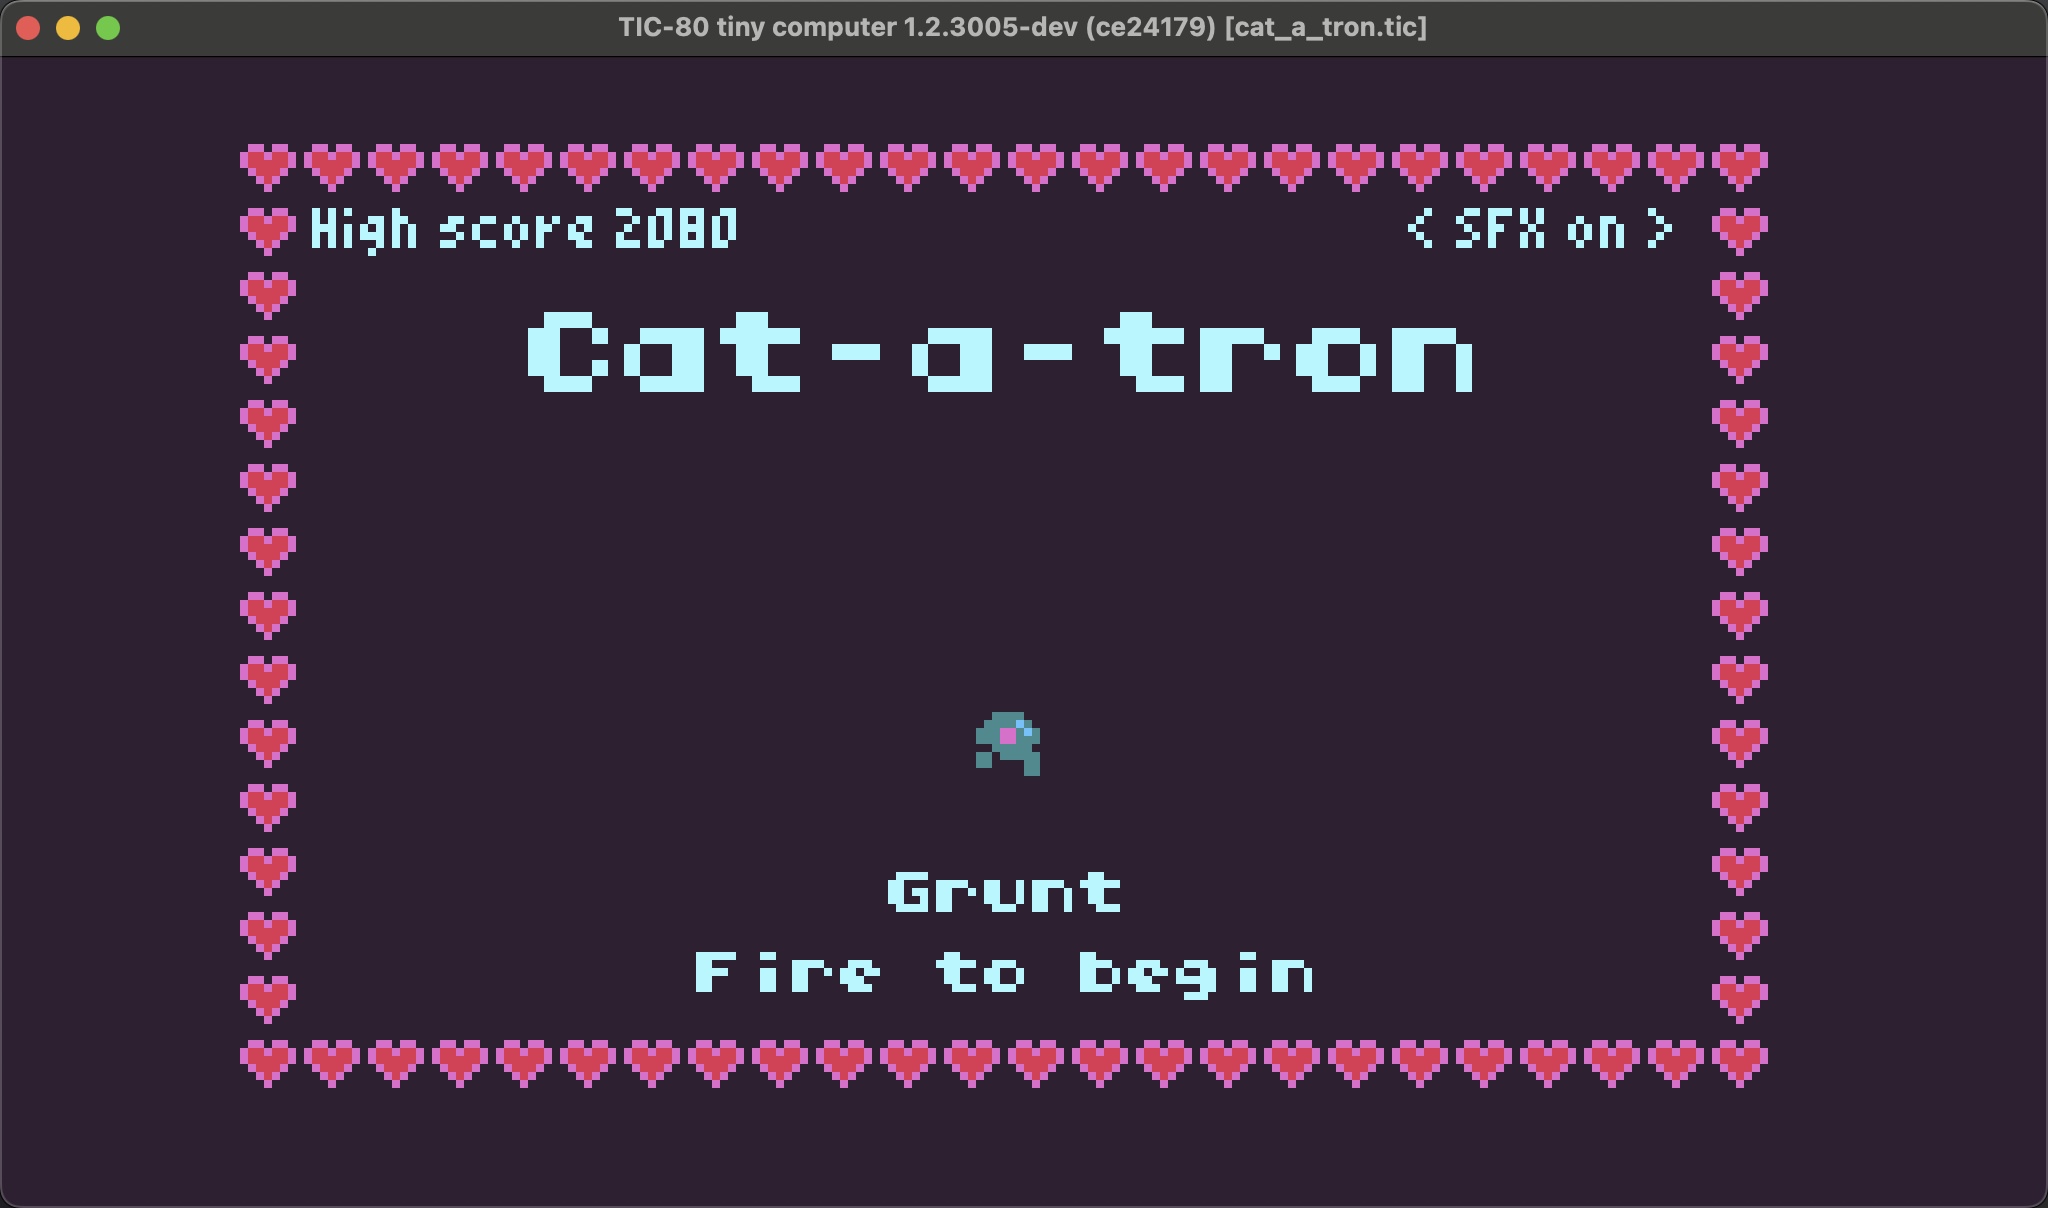 TIC-80 tiny computer 1.2.3005-dev (ce24179) [cat_a_tron.tic]
High score 2080 < SFX on >
Cat-a-tron
Grunt
Fire to begin